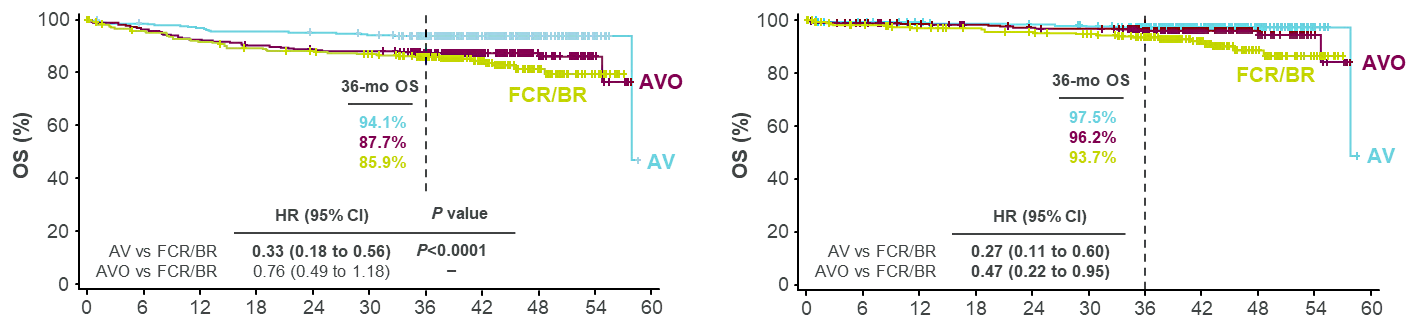 OS (%)
100
80
60
40
20
0
0 6 12 18 24 30 36 42 48 54 60
36-mo OS
94.1%
87.7%
85.9%
AVO
FCR/BR
AV
HR (95% CI) P value
AV vs FCR/BR 0.33 (0.18 to 0.56) P<0.0001
AVO vs FCR/BR 0.76 (0.49 to 1.18) –
OS (%)
100
80
60
40
20
0
0 6 12 18 24 30 36 42 48 54 60
36-mo OS
97.5%
96.2%
93.7%
AVO
FCR/BR
AV
HR (95% CI)
AV vs FCR/BR 0.27 (0.11 to 0.60)
AVO vs FCR/BR 0.47 (0.22 to 0.95)